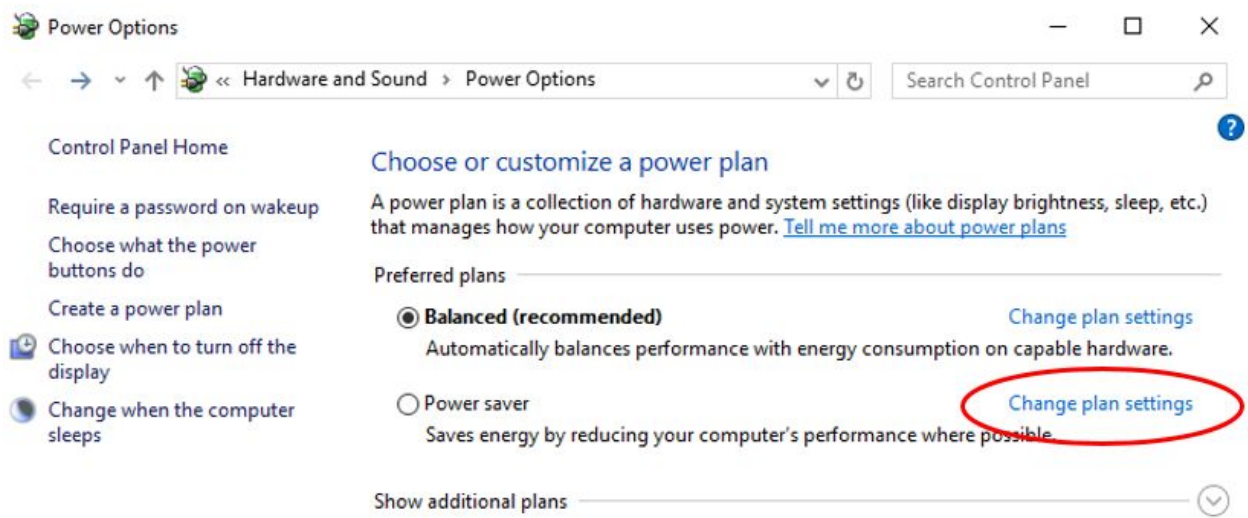 Power Options
« Hardware and Sound > Power Options
Search Control Panel
Control Panel Home
Require a password on wakeup
Choose what the power
buttons do
Create a power plan
Choose when to turn off the
display
Change when the computer
sleeps
Choose or customize a power plan
A power plan is a collection of hardware and system settings (like display brightness, sleep, etc.)
that manages how your computer uses power. Tell me more about power plans
Preferred plans
Balanced (recommended) Change plan settings
Automatically balances performance with energy consumption on capable hardware.
Power saver Change plan settings
Saves energy by reducing your computer's performance where possible.
Show additional plans